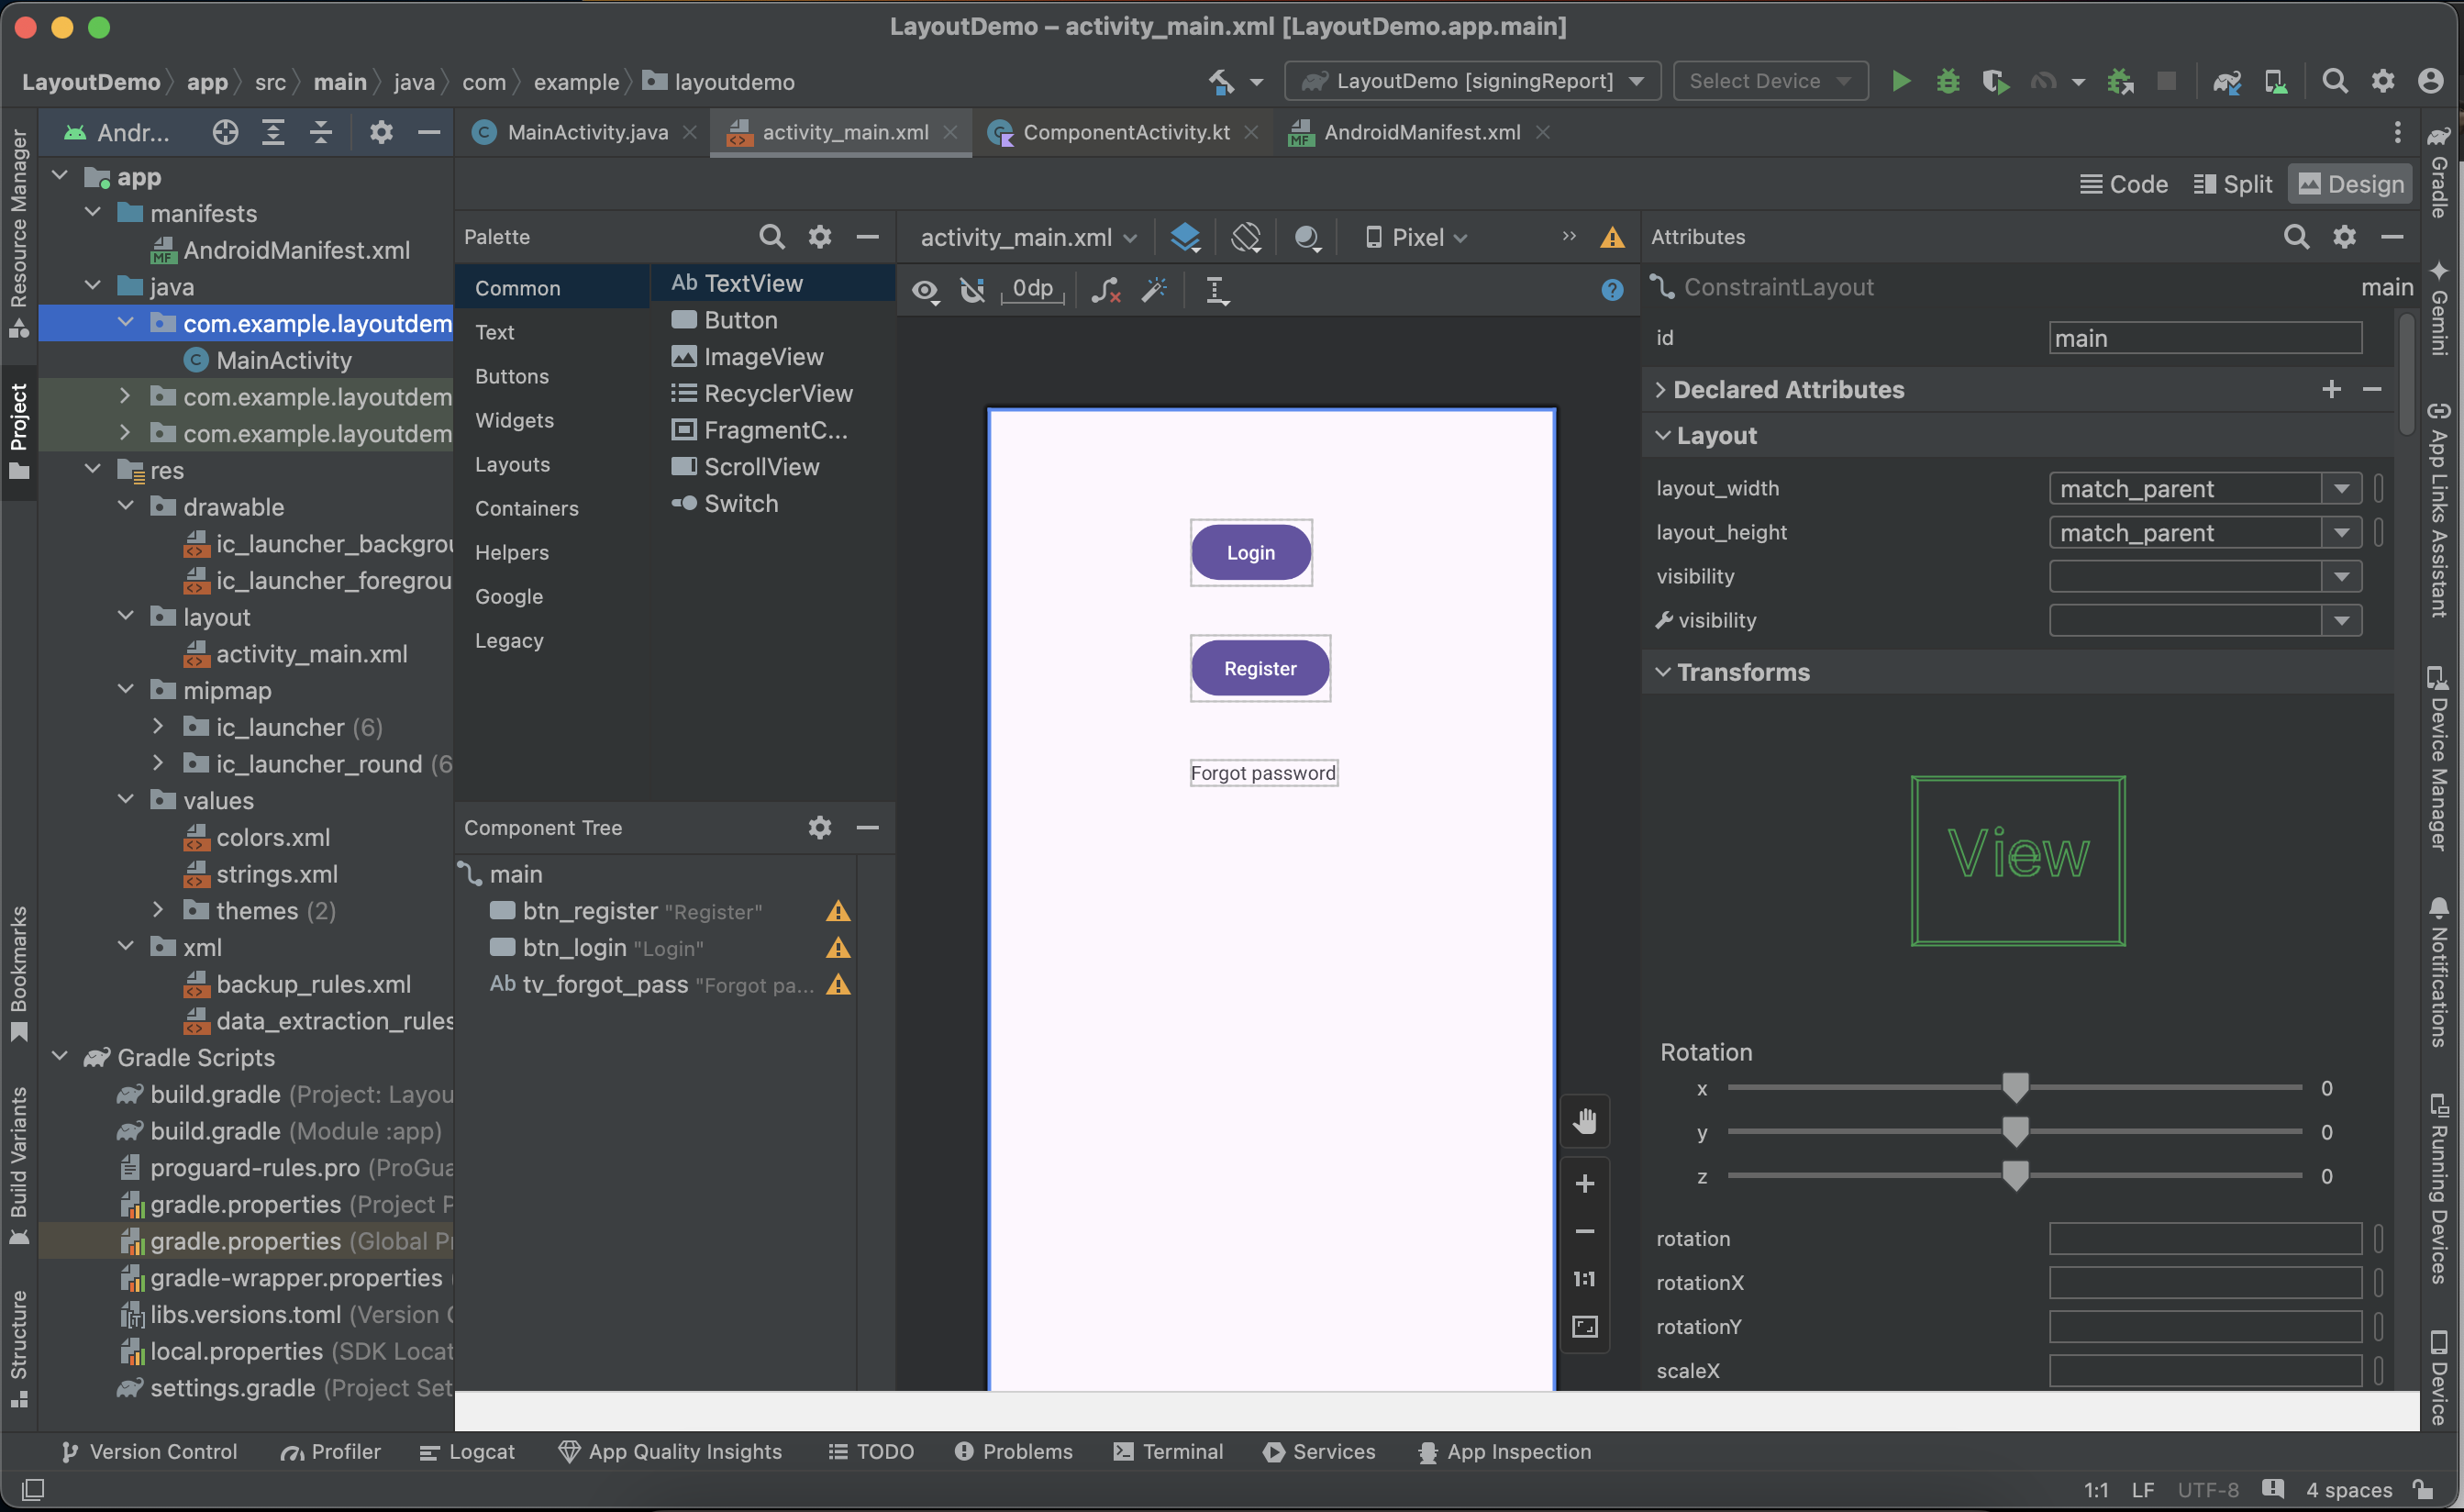 LayoutDemo – activity_main.xml [LayoutDemo.app.main]
LayoutDemo app src main java com example layoutdemo
LayoutDemo [signingReport]
Select Device
Andr...
MainActivity.java
activity_main.xml
ComponentActivity.kt
AndroidManifest.xml
Code
Split
Design
Resource Manager
Project
Bookmarks
Build Variants
Structure
app
manifests
AndroidManifest.xml
java
com.example.layoutdem
MainActivity
com.example.layoutdem
com.example.layoutdem
res
drawable
ic_launcher_backgrou
ic_launcher_foregrou
layout
activity_main.xml
mipmap
ic_launcher (6)
ic_launcher_round (6
values
colors.xml
strings.xml
themes (2)
xml
backup_rules.xml
data_extraction_rules
Gradle Scripts
build.gradle (Project: Layou
build.gradle (Module :app)
proguard-rules.pro (ProGua
gradle.properties (Project P
gradle.properties (Global Pr
gradle-wrapper.properties (
libs.versions.toml (Version C
local.properties (SDK Locat
settings.gradle (Project Set
Palette
Common
Text
Buttons
Widgets
Layouts
Containers
Helpers
Google
Legacy
Ab TextView
Button
ImageView
RecyclerView
FragmentC...
ScrollView
Switch
Component Tree
main
btn_register "Register"
btn_login "Login"
Ab tv_forgot_pass "Forgot pa...
activity_main.xml
Pixel
0dp
Login
Register
Forgot password
1:1
Attributes
ConstraintLayout
main
id
main
Declared Attributes
Layout
layout_width
match_parent
layout_height
match_parent
visibility
visibility
Transforms
View
Rotation
x
0
y
0
z
0
rotation
rotationX
rotationY
scaleX
Gradle
Gemini
App Links Assistant
Device Manager
Notifications
Running Devices
Device
Version Control
Profiler
Logcat
App Quality Insights
TODO
Problems
Terminal
Services
App Inspection
1:1
LF
UTF-8
4 spaces